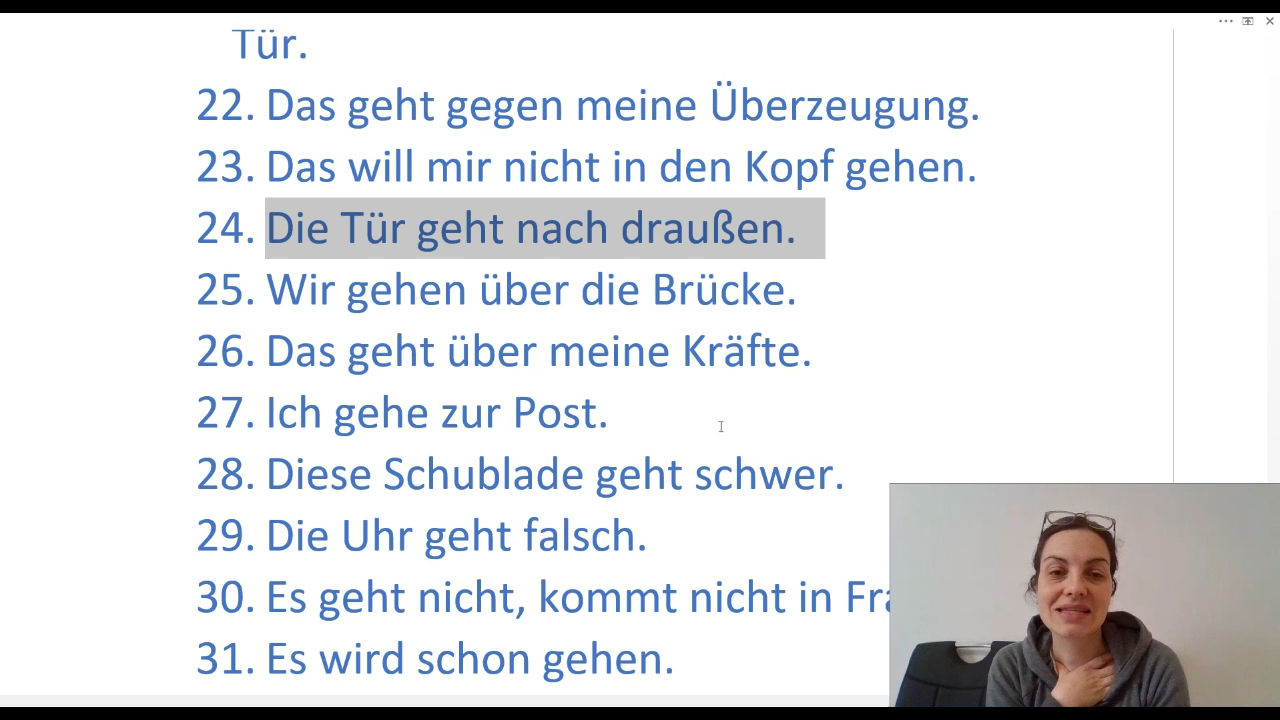 Tür.
22. Das geht gegen meine Überzeugung.
23. Das will mir nicht in den Kopf gehen.
24. Die Tür geht nach draußen.
25. Wir gehen über die Brücke.
26. Das geht über meine Kräfte.
27. Ich gehe zur Post.
28. Diese Schublade geht schwer.
29. Die Uhr geht falsch.
30. Es geht nicht, kommt nicht in
31. Es wird schon gehen.